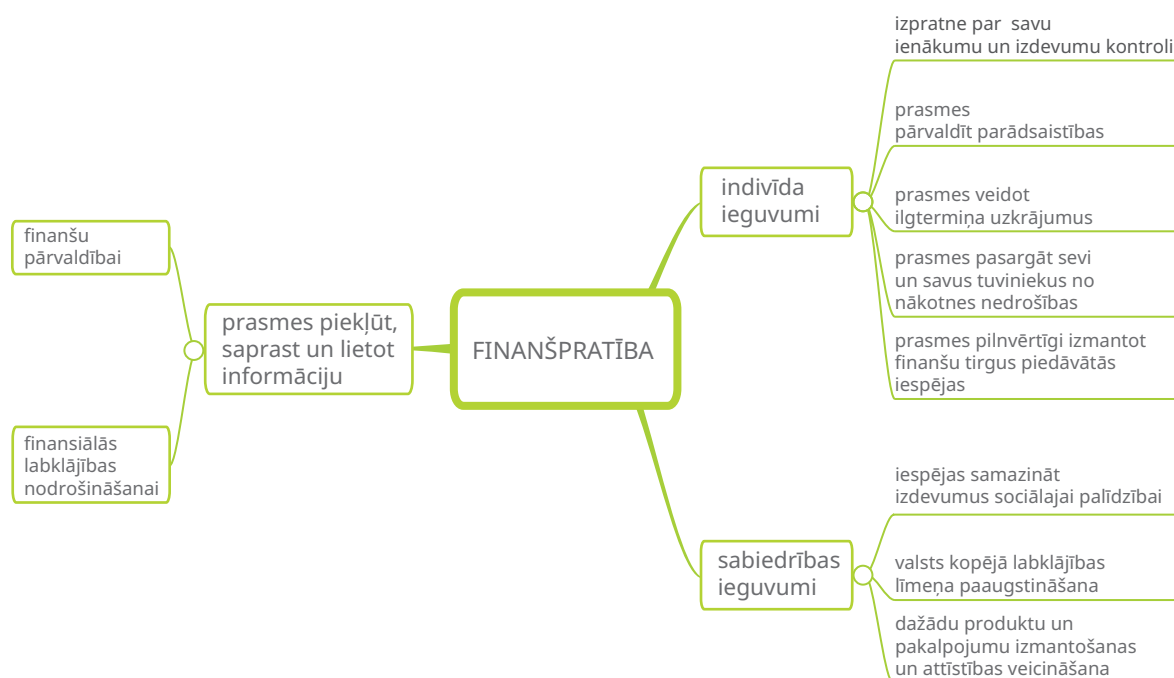 finanšu
pārvaldībai
finansiālās
labklājības
nodrošināšanai
prasmes piekļūt,
saprast un lietot
informāciju
FINANŠPRATĪBA
indivīda
ieguvumi
izpratne par savu
ienākumu un izdevumu kontroli
prasmes
pārvaldīt parādsaistības
prasmes veidot
ilgtermiņa uzkrājumus
prasmes pasargāt sevi
un savus tuviniekus no
nākotnes nedrošības
prasmes pilnvērtīgi izmantot
finanšu tirgus piedāvātās
iespējas
sabiedrības
ieguvumi
iespējas samazināt
izdevumus sociālajai palīdzībai
valsts kopējā labklājības
līmeņa paaugstināšana
dažādu produktu un
pakalpojumu izmantošanas
un attīstības veicināšana